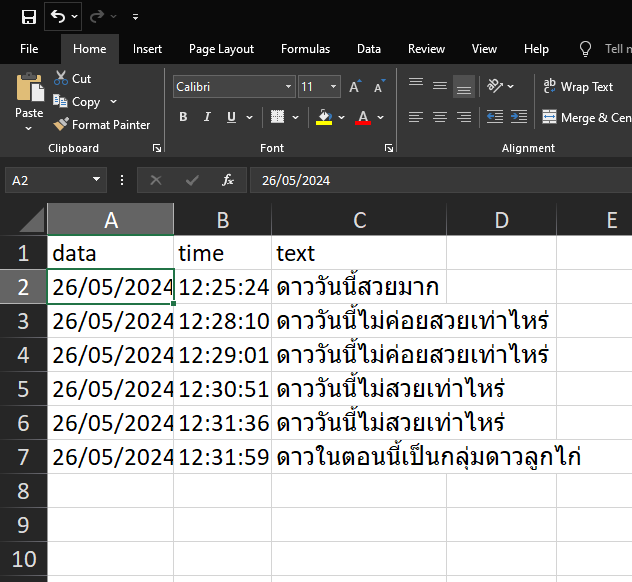 File Home Insert Page Layout Formulas Data Review View Help Tell
Cut
Copy
Format Painter
Paste
Calibri 11
B I U A
ab Wrap Text
Merge & Cen
Clipboard Font Alignment
A2 fx 26/05/2024
A B C D E
1 data time text
2 26/05/2024 12:25:24 ดาววันนี้สวยมาก
3 26/05/2024 12:28:10 ดาววันนี้ไม่ค่อยสวยเท่าไหร่
4 26/05/2024 12:29:01 ดาววันนี้ไม่ค่อยสวยเท่าไหร่
5 26/05/2024 12:30:51 ดาววันนี้ไม่สวยเท่าไหร่
6 26/05/2024 12:31:36 ดาววันนี้ไม่สวยเท่าไหร่
7 26/05/2024 12:31:59 ดาวในตอนนี้เป็นกลุ่มดาวลูกไก่
8
9
10